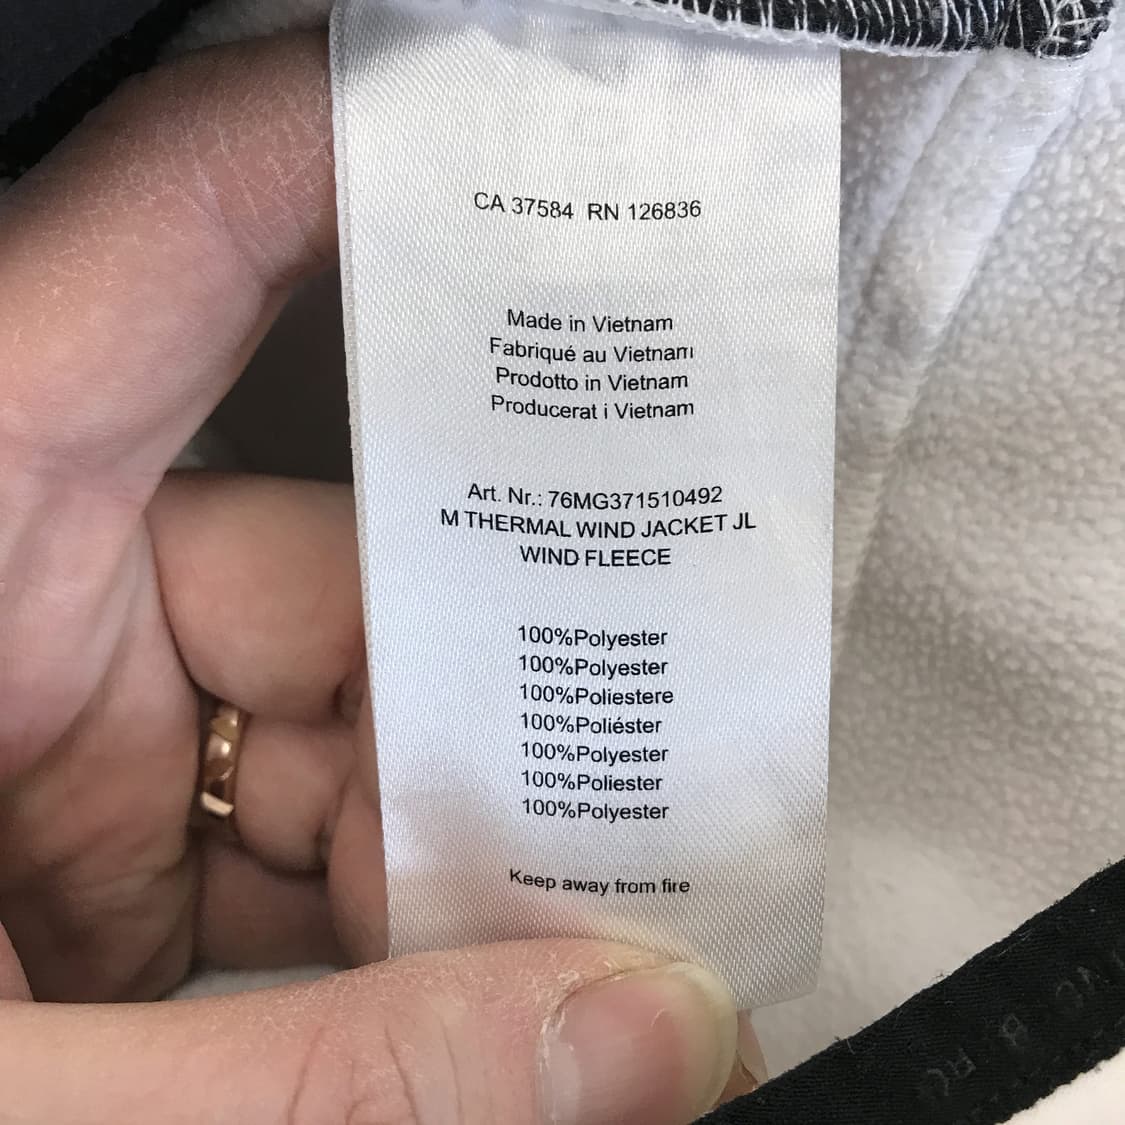 CA 37584 RN 126836
Made in Vietnam
Fabriqué au Vietnam
Prodotto in Vietnam
Producerat i Vietnam
Art. Nr.: 76MG371510492
M THERMAL WIND JACKET JL
WIND FLEECE
100%Polyester
100%Polyester
100%Poliestere
100%Poliéster
100%Polyester
100%Poliester
100%Polyester
Keep away from fire